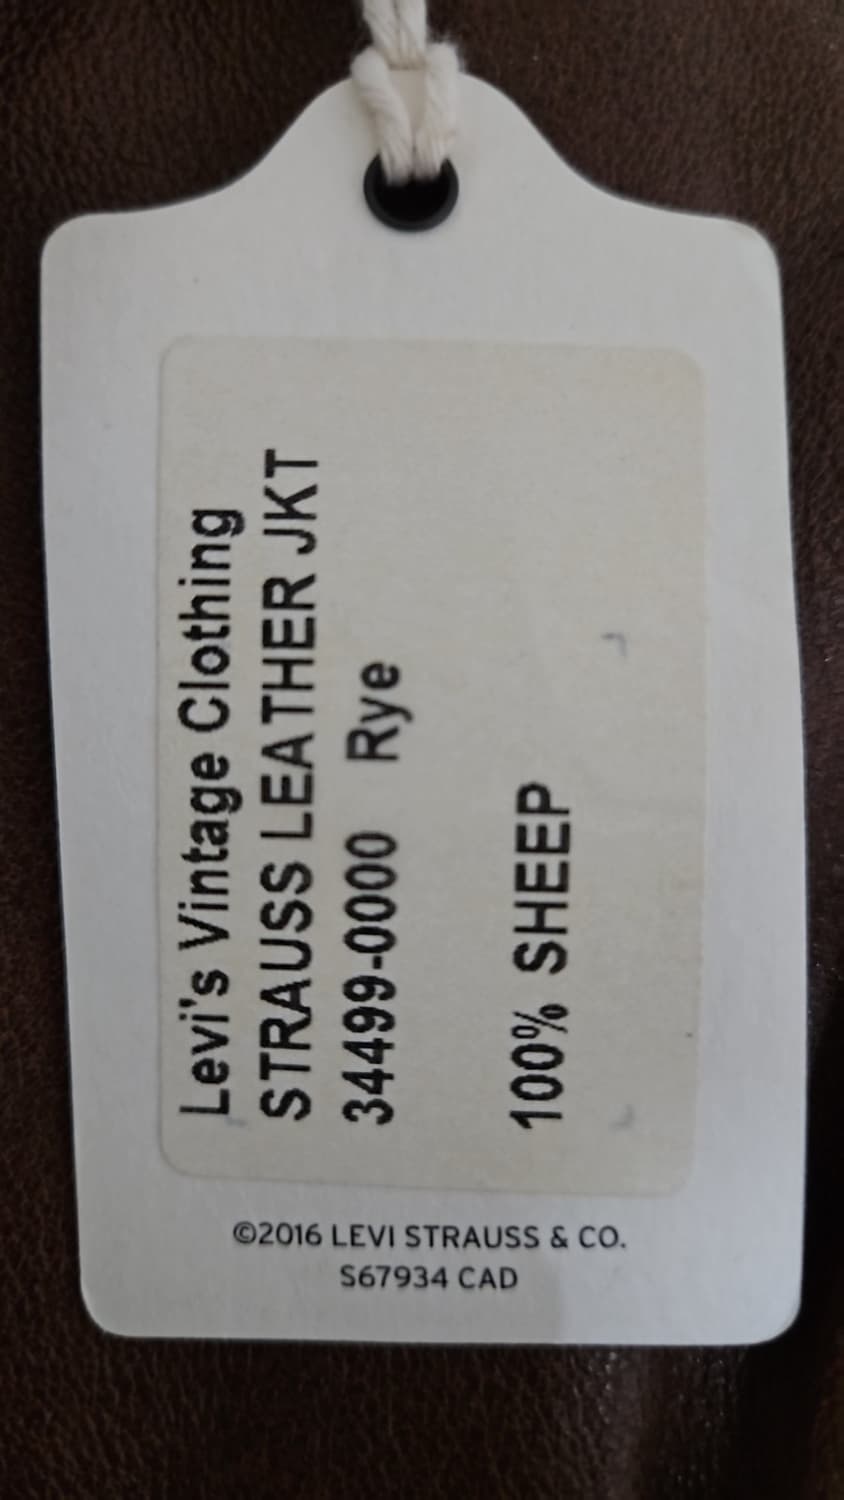 Levi's Vintage Clothing
STRAUSS LEATHER JKT
34499-0000 Rye
100% SHEEP
©2016 LEVI STRAUSS & CO.
S67934 CAD